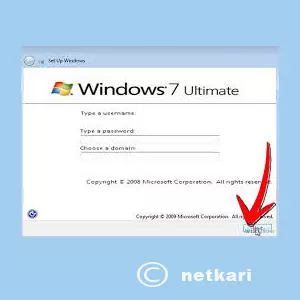 Set Up Windows
Windows 7 Ultimate
Type a username:
Type a password:
Choose a domain:
Copyright © 2008 Microsoft Corporation. All rights reserved.
Copyright © 2009 Microsoft Corporation. All rights reserved.
© netkari